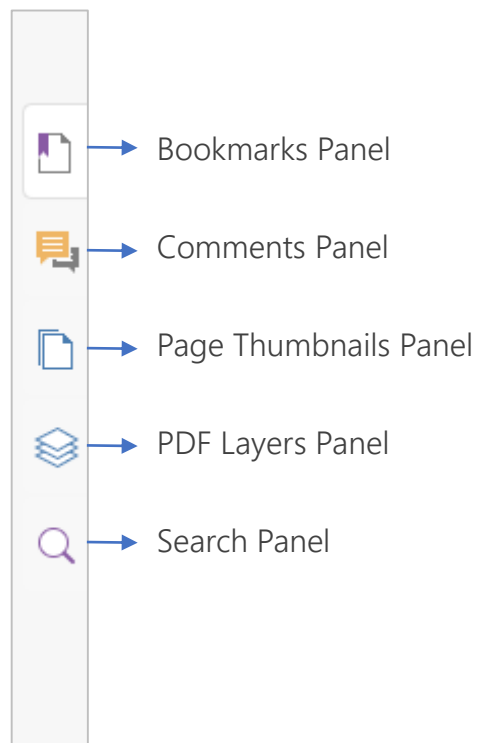 Bookmarks Panel
Comments Panel
Page Thumbnails Panel
PDF Layers Panel
Search Panel